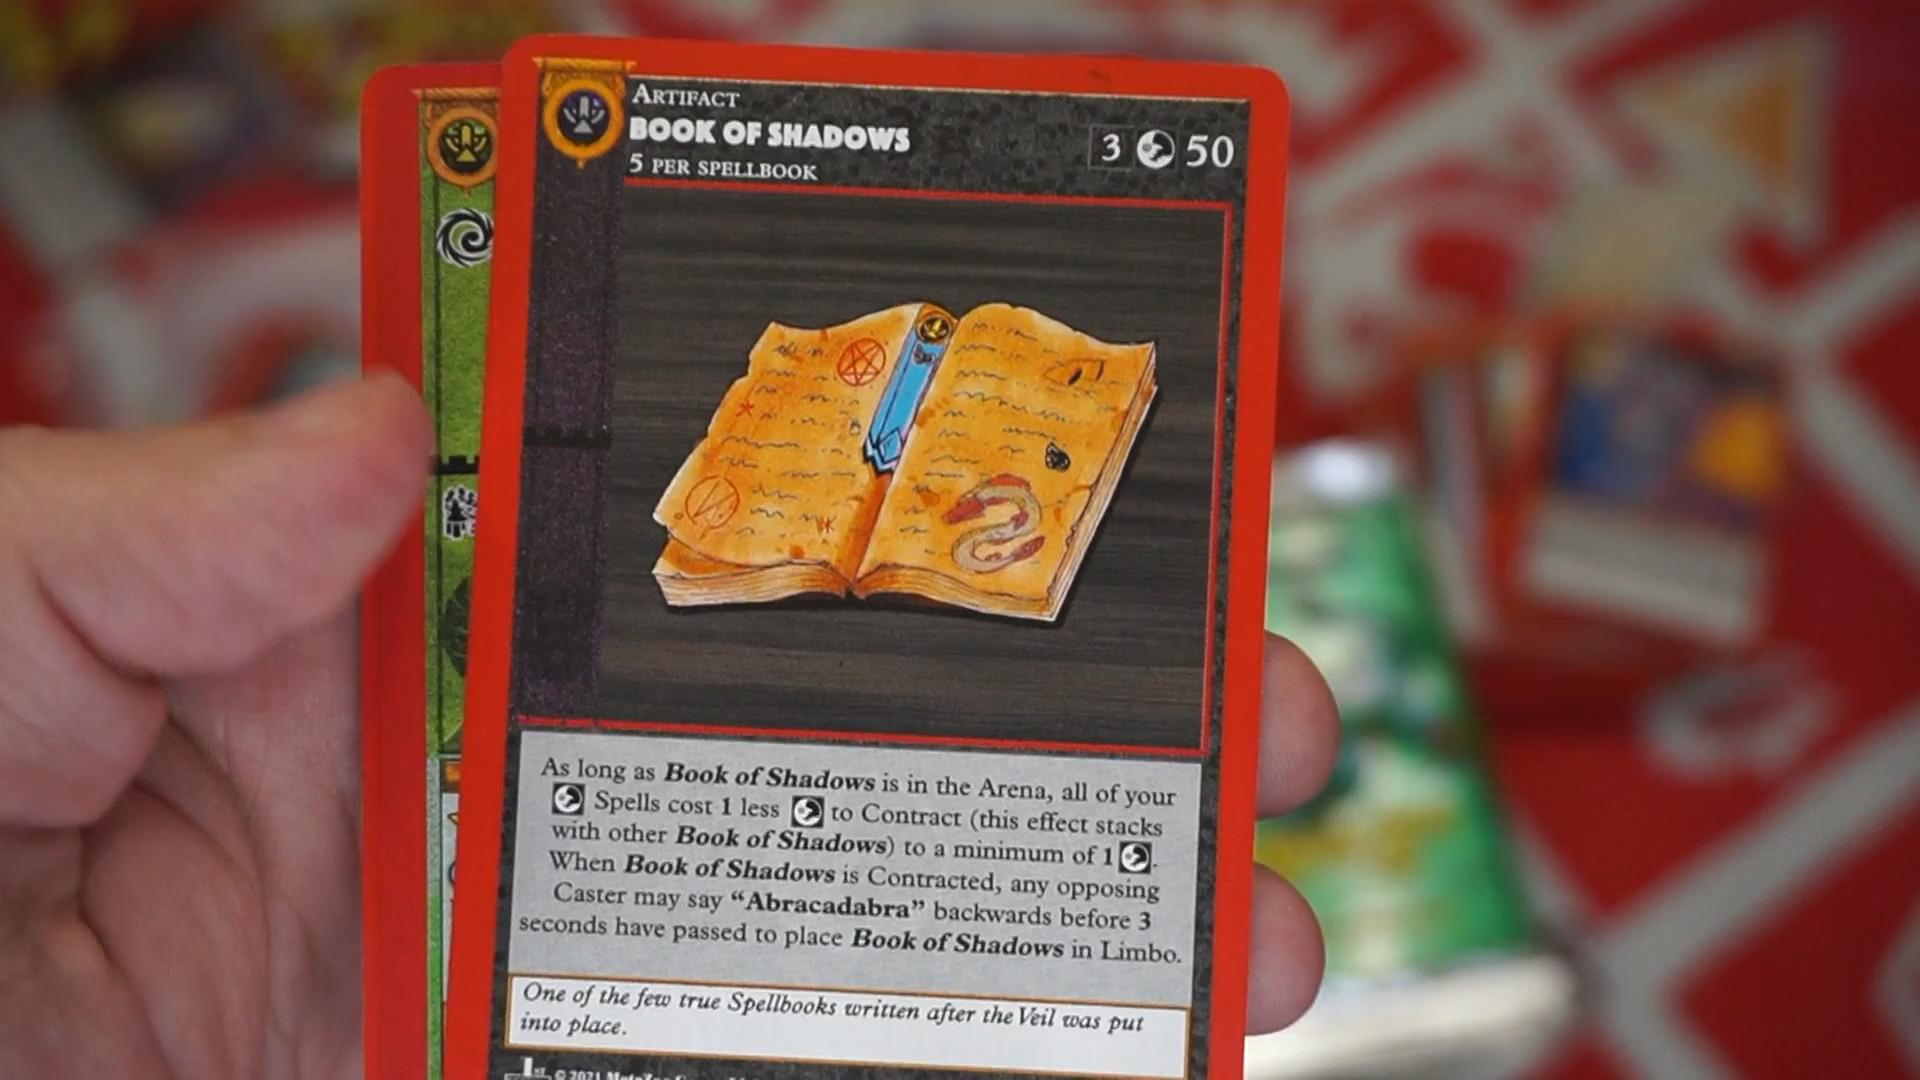 ARTIFACT
BOOK OF SHADOWS
5 PER SPELLBOOK
3 50
As long as Book of Shadows is in the Arena, all of your
Spells cost 1 less to Contract (this effect stacks
with other Book of Shadows) to a minimum of 1 .
When Book of Shadows is Contracted, any opposing
Caster may say “Abracadabra” backwards before 3
seconds have passed to place Book of Shadows in Limbo.
One of the few true Spellbooks written after the Veil was put
into place.
1st © 2021